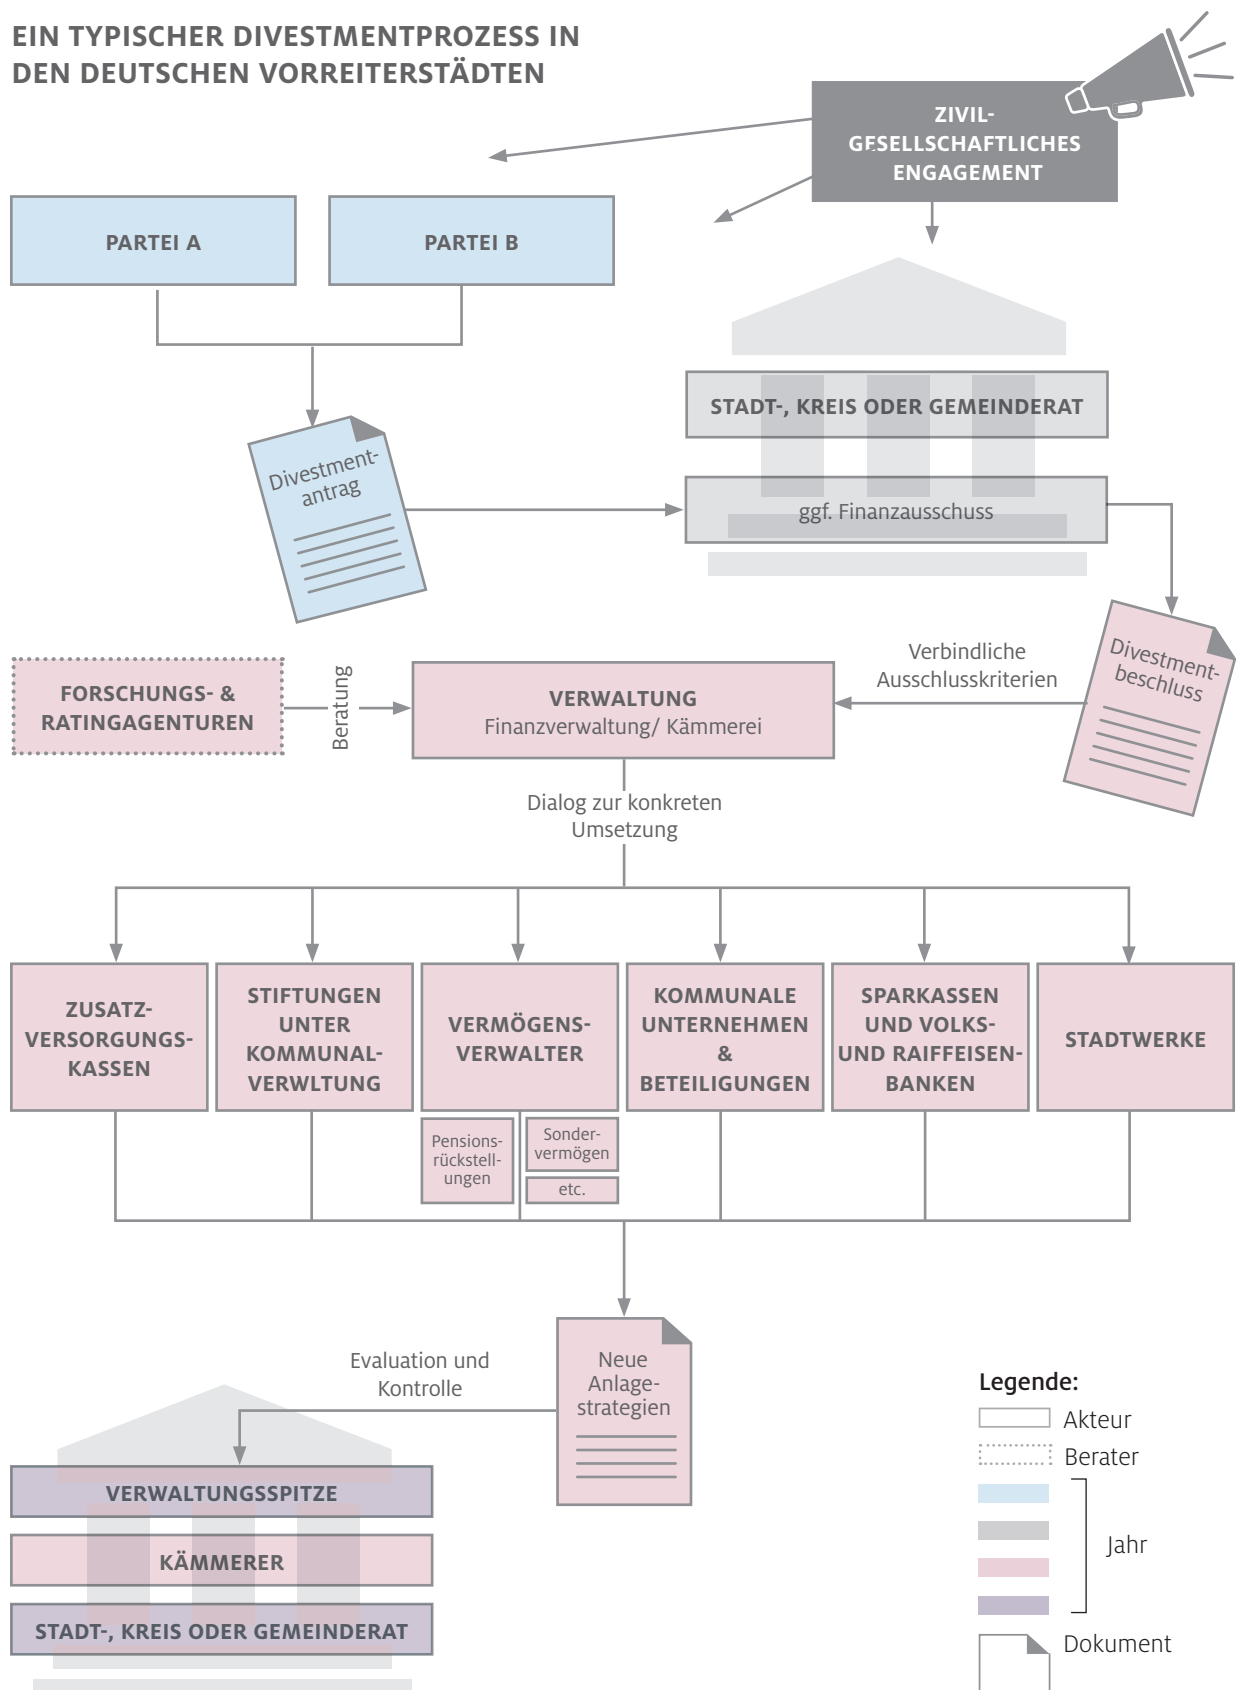 EIN TYPISCHER DIVESTMENTPROZESS IN
DEN DEUTSCHEN VORREITERSTÄDTEN
ZIVIL-
GESELLSCHAFTLICHES
ENGAGEMENT
PARTEI A
PARTEI B
STADT-, KREIS ODER GEMEINDERAT
Divestment-
antrag
ggf. Finanzausschuss
Divestment-
beschluss
Verbindliche
Ausschlusskriterien
FORSCHUNGS- &
RATINGAGENTUREN
Beratung
VERWALTUNG
Finanzverwaltung/ Kämmerei
Dialog zur konkreten
Umsetzung
ZUSATZ-
VERSORGUNGS-
KASSEN
STIFTUNGEN
UNTER
KOMMUNAL-
VERWLTUNG
VERMÖGENS-
VERWALTER
KOMMUNALE
UNTERNEHMEN
&
BETEILIGUNGEN
SPARKASSEN
UND VOLKS-
UND RAIFFEISEN-
BANKEN
STADTWERKE
Pensions-
rückstell-
ungen
Sonder-
vermögen
etc.
Neue
Anlage-
strategien
Evaluation und
Kontrolle
VERWALTUNGSSPITZE
KÄMMERER
STADT-, KREIS ODER GEMEINDERAT
Legende:
Akteur
Berater
Jahr
Dokument